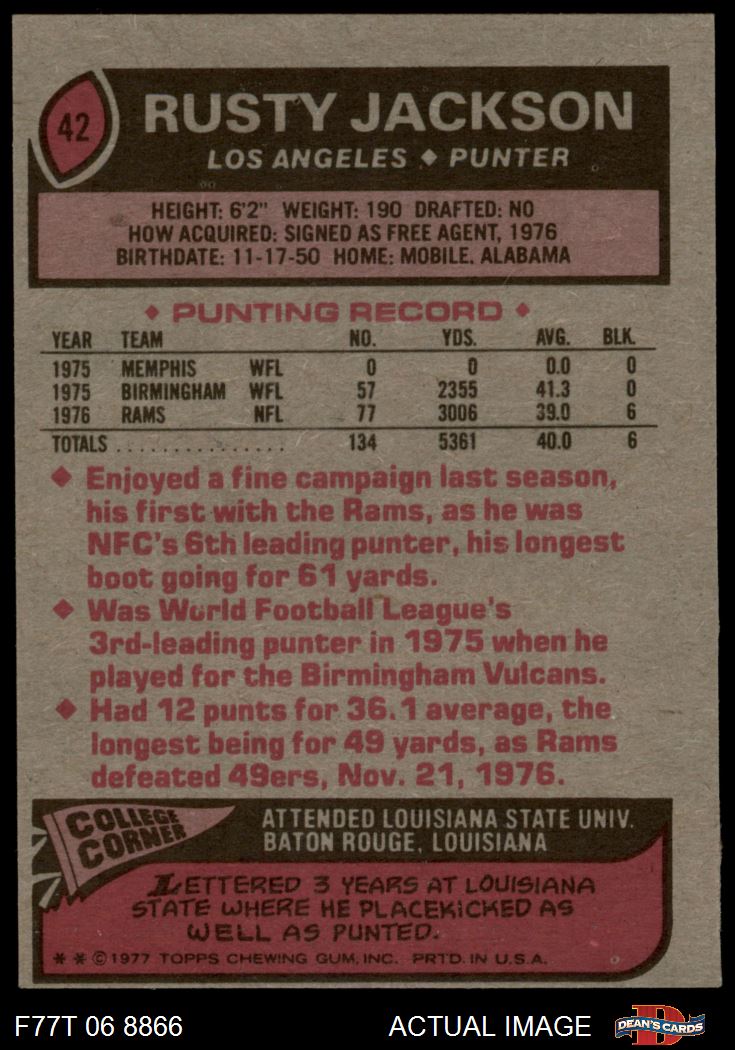 42
RUSTY JACKSON
LOS ANGELES ◆ PUNTER
HEIGHT: 6'2" WEIGHT: 190 DRAFTED: NO
HOW ACQUIRED: SIGNED AS FREE AGENT, 1976
BIRTHDATE: 11-17-50 HOME: MOBILE, ALABAMA
◆ PUNTING RECORD ◆
YEAR TEAM NO. YDS. AVG. BLK.
1975 MEMPHIS WFL 0 0 0.0 0
1975 BIRMINGHAM WFL 57 2355 41.3 0
1976 RAMS NFL 77 3006 39.0 6
TOTALS ............... 134 5361 40.0 6
◆ Enjoyed a fine campaign last season,
his first with the Rams, as he was
NFC's 6th leading punter, his longest
boot going for 61 yards.
◆ Was World Football League's
3rd-leading punter in 1975 when he
played for the Birmingham Vulcans.
◆ Had 12 punts for 36.1 average, the
longest being for 49 yards, as Rams
defeated 49ers, Nov. 21, 1976.
COLLEGE
CORNER
ATTENDED LOUISIANA STATE UNIV.
BATON ROUGE, LOUISIANA
LETTERED 3 YEARS AT LOUISIANA
STATE WHERE HE PLACEKICKED AS
WELL AS PUNTED.
* * © 1977 TOPPS CHEWING GUM, INC. PRTD. IN U.S.A.
F77T 06 8866 ACTUAL IMAGE D DEAN'S CARDS